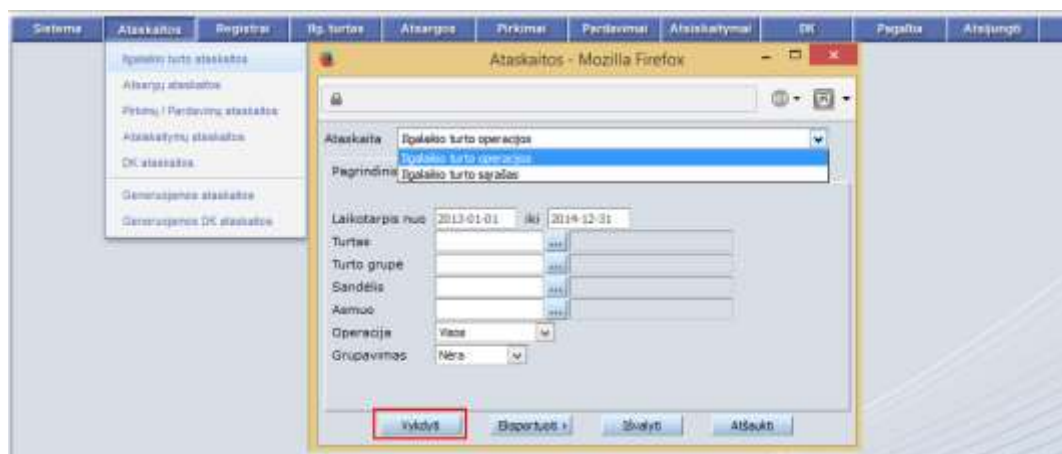 Sistema Ataskaitos Registrai Ilg. turtas Atsargos Pirkimai Pardavimai Atsiskaitymai DK Pagalba Atsijungti
Ilgalaikio turto ataskaitos
Atsargų ataskaitos
Pirkimų / Pardavimų ataskaitos
Atsiskaitymų ataskaitos
DK ataskaitos
Generuojamos ataskaitos
Generuojamos DK ataskaitos
Ataskaitos - Mozilla Firefox
Ataskaita Ilgalaikio turto operacijos
Ilgalaikio turto operacijos
Ilgalaikio turto sąrašas
Pagrindinis
Laikotarpis nuo 2013-01-01 iki 2014-12-31
Turtas ...
Turto grupė ...
Sandėlis ...
Asmuo ...
Operacija Visos
Grupavimas Nėra
Vykdyti Eksportuoti Išvalyti Atšaukti